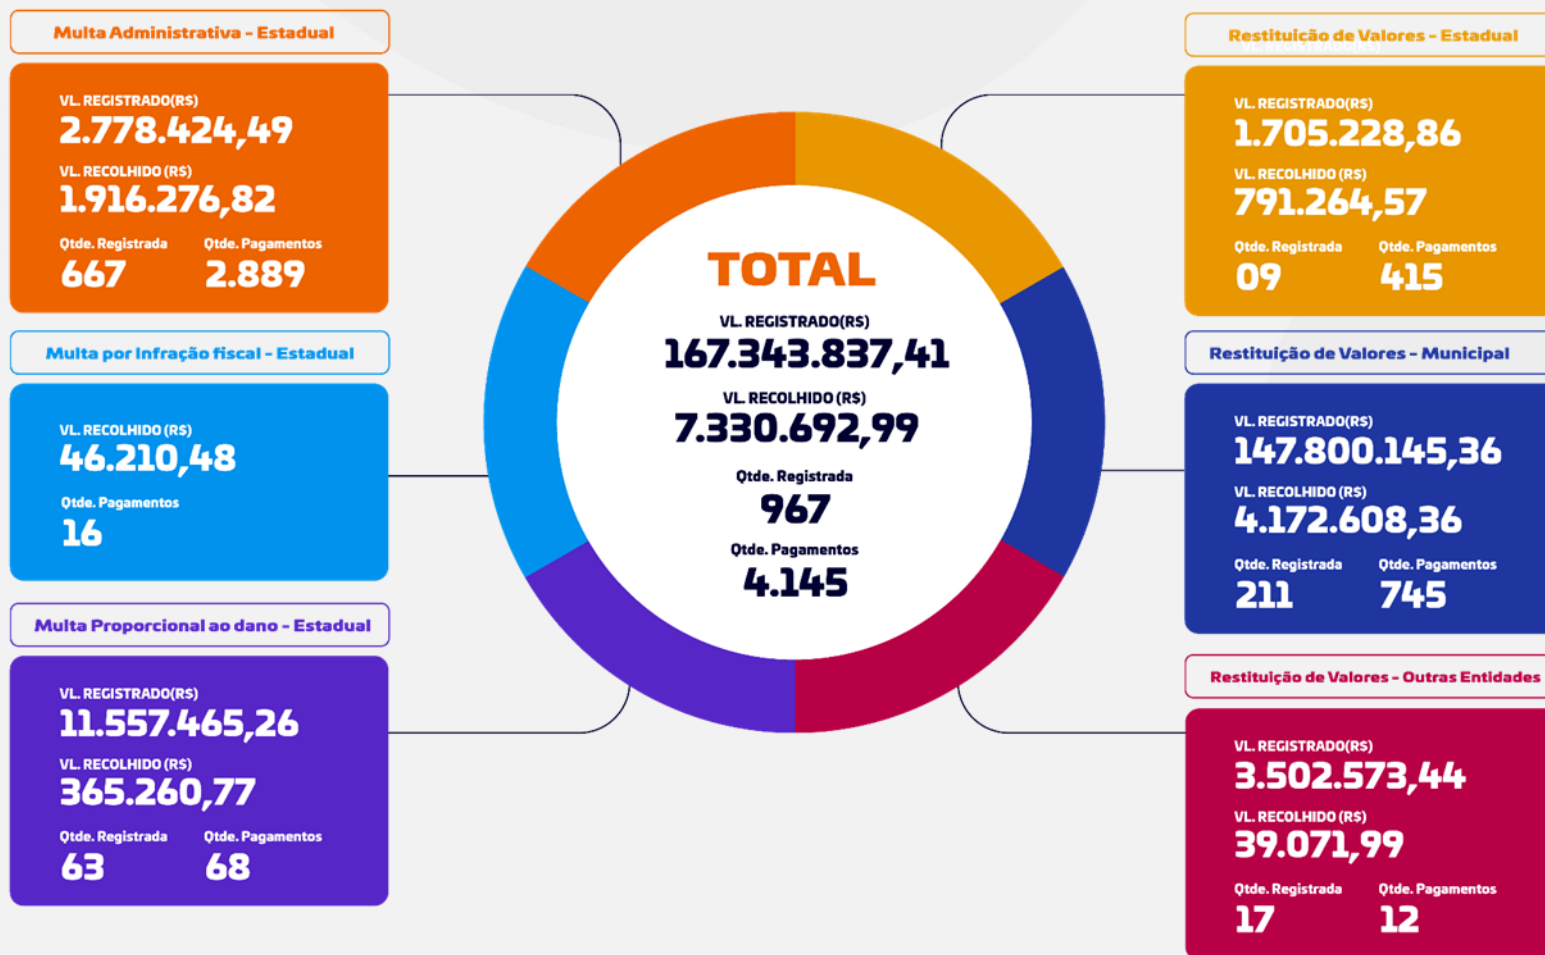 Multa Administrativa - Estadual
VL. REGISTRADO(R$)
2.778.424,49
VL. RECOLHIDO (R$)
1.916.276,82
Qtde. Registrada Qtde. Pagamentos
667 2.889
Multa por Infração fiscal - Estadual
VL. RECOLHIDO (R$)
46.210,48
Qtde. Pagamentos
16
Multa Proporcional ao dano - Estadual
VL. REGISTRADO(R$)
11.557.465,26
VL. RECOLHIDO (R$)
365.260,77
Qtde. Registrada Qtde. Pagamentos
63 68
TOTAL
VL. REGISTRADO(R$)
167.343.837,41
VL. RECOLHIDO (R$)
7.330.692,99
Qtde. Registrada
967
Qtde. Pagamentos
4.145
Restituição de Valores - Estadual
VL. REGISTRADO(R$)
VL. REGISTRADO(R$)
1.705.228,86
VL. RECOLHIDO (R$)
791.264,57
Qtde. Registrada Qtde. Pagamentos
09 415
Restituição de Valores - Municipal
VL. REGISTRADO(R$)
147.800.145,36
VL. RECOLHIDO (R$)
4.172.608,36
Qtde. Registrada Qtde. Pagamentos
211 745
Restituição de Valores - Outras Entidades
VL. REGISTRADO(R$)
3.502.573,44
VL. RECOLHIDO (R$)
39.071,99
Qtde. Registrada Qtde. Pagamentos
17 12